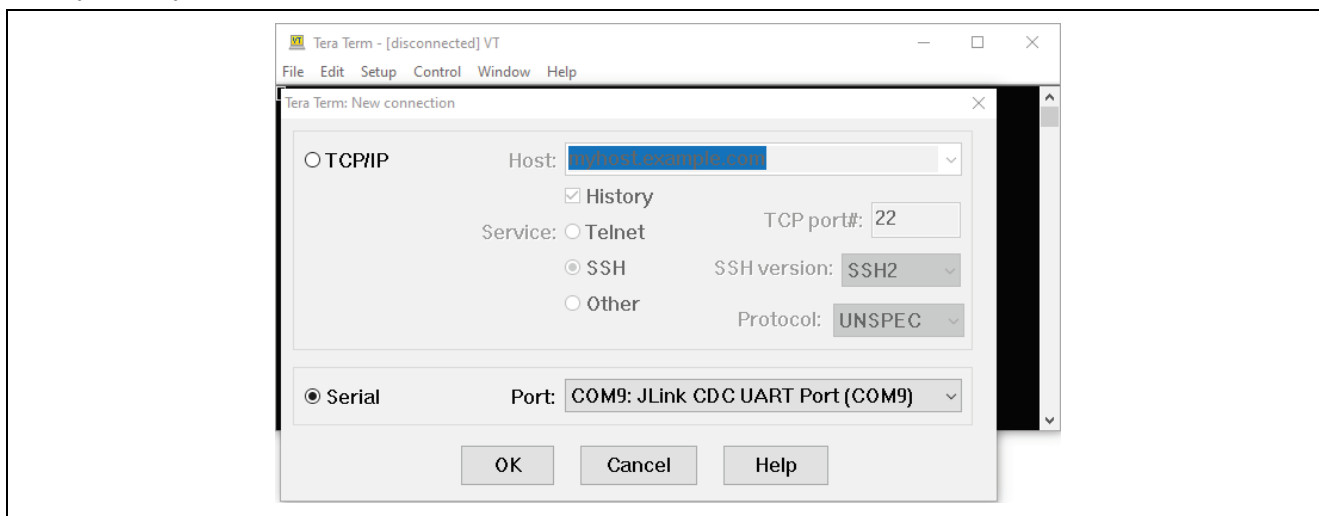 VT Tera Term - [disconnected] VT
File Edit Setup Control Window Help
Tera Term: New connection
TCP/IP Host: myhost.example.com
History
Service: Telnet TCP port#: 22
SSH SSH version: SSH2
Other Protocol: UNSPEC
Serial Port: COM9: JLink CDC UART Port (COM9)
OK Cancel Help